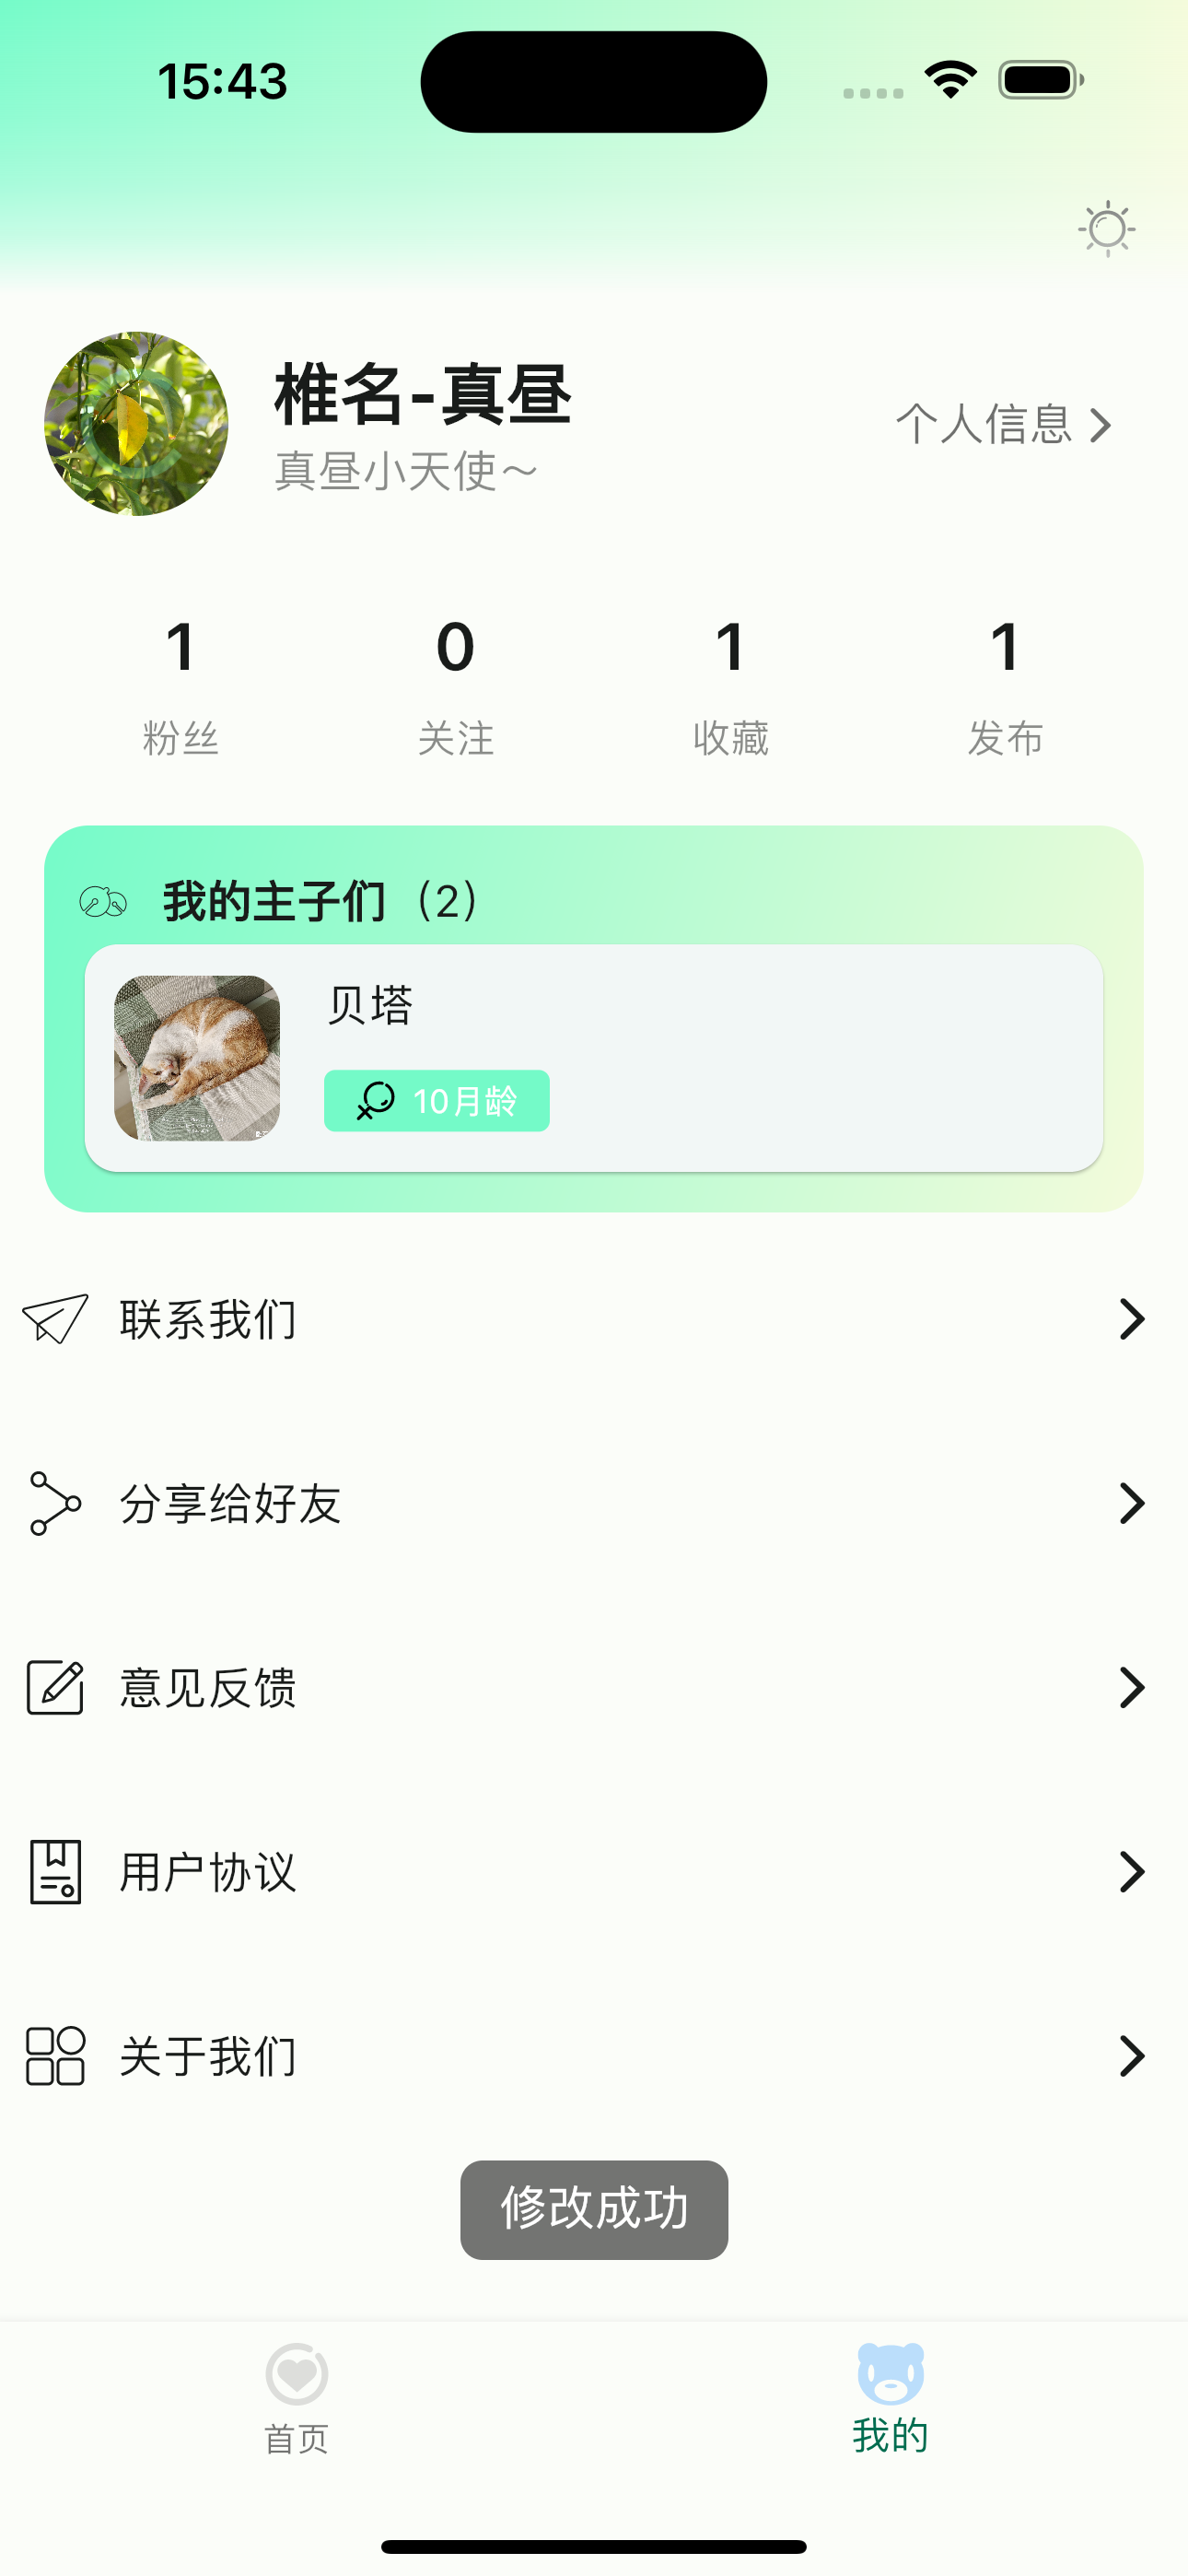 15:43
椎名-真昼
真昼小天使～
个人信息
1
0
1
1
粉丝
关注
收藏
发布
我的主子们（2）
贝塔
10月龄
联系我们
分享给好友
意见反馈
用户协议
关于我们
修改成功
首页
我的